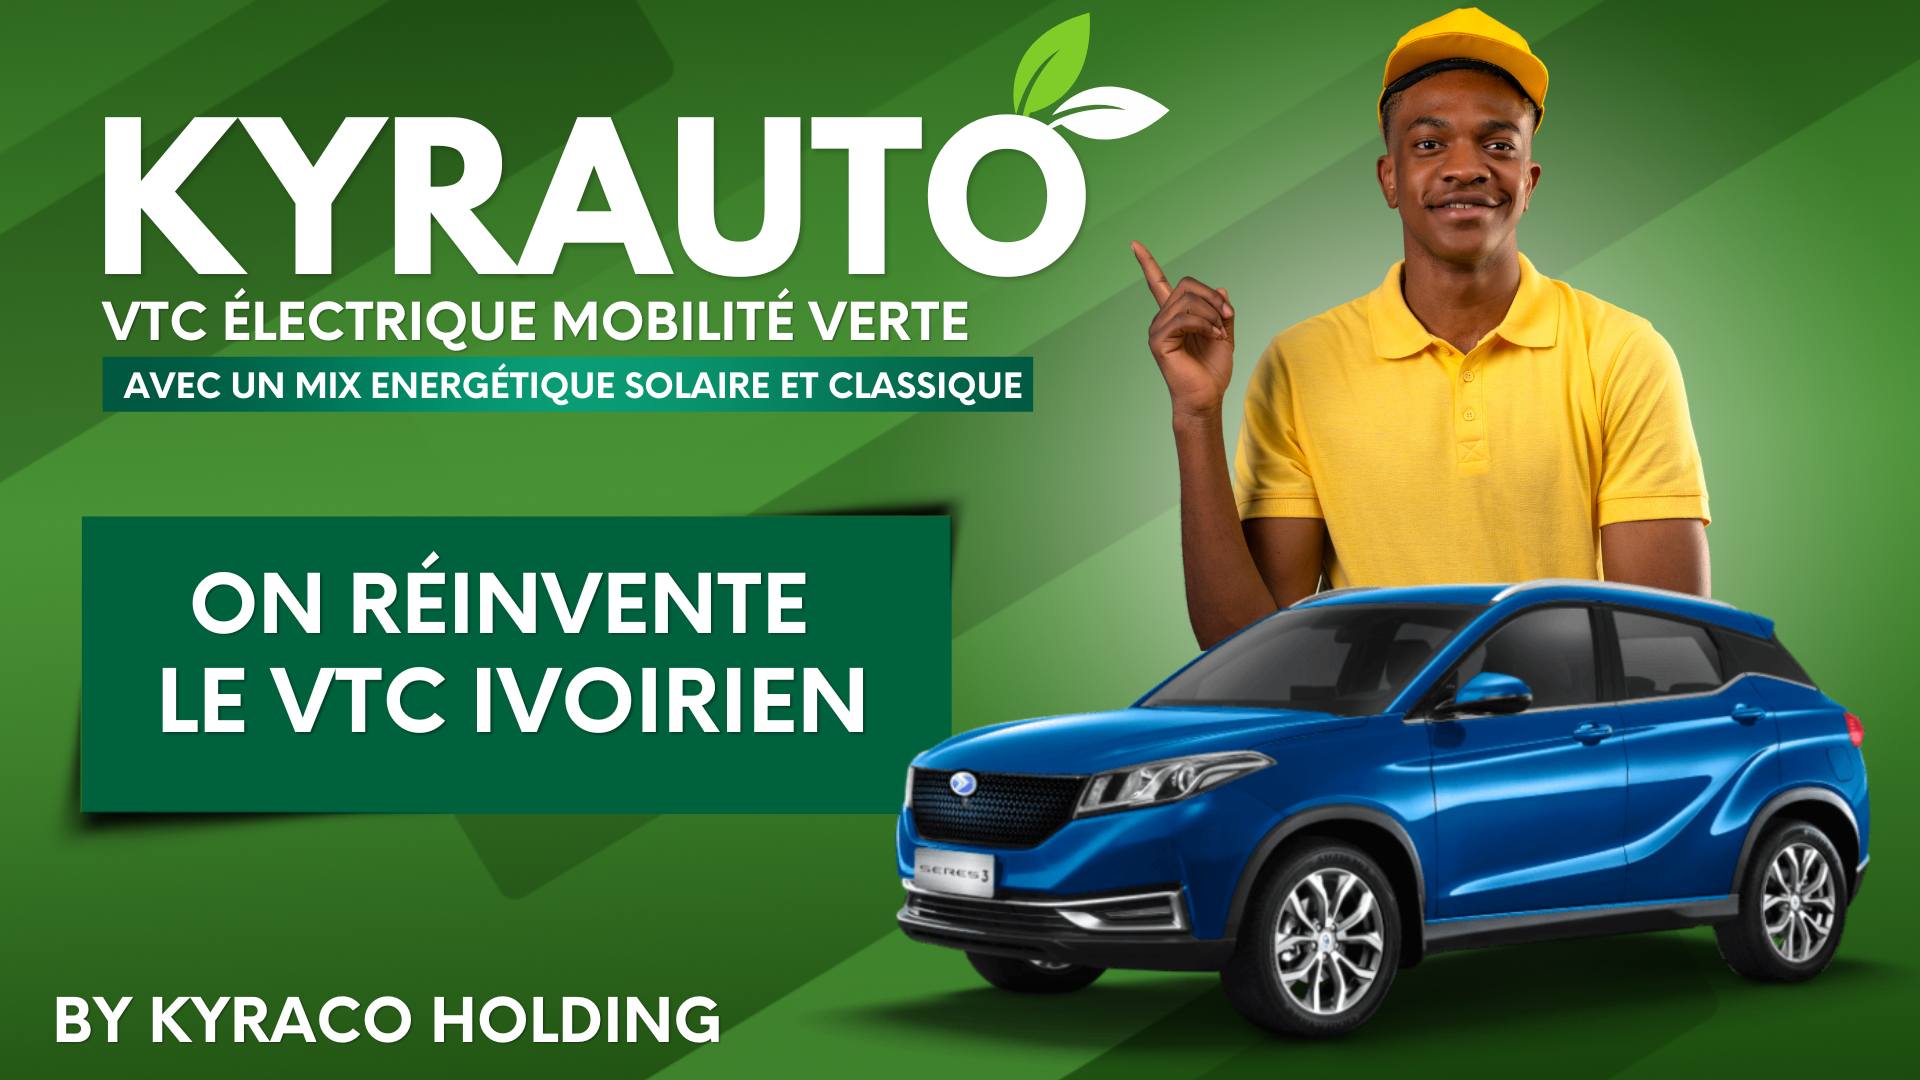 KYRAUTO
VTC ÉLECTRIQUE MOBILITÉ VERTE
AVEC UN MIX ENERGÉTIQUE SOLAIRE ET CLASSIQUE
ON RÉINVENTE
LE VTC IVOIRIEN
SERES 3
BY KYRACO HOLDING